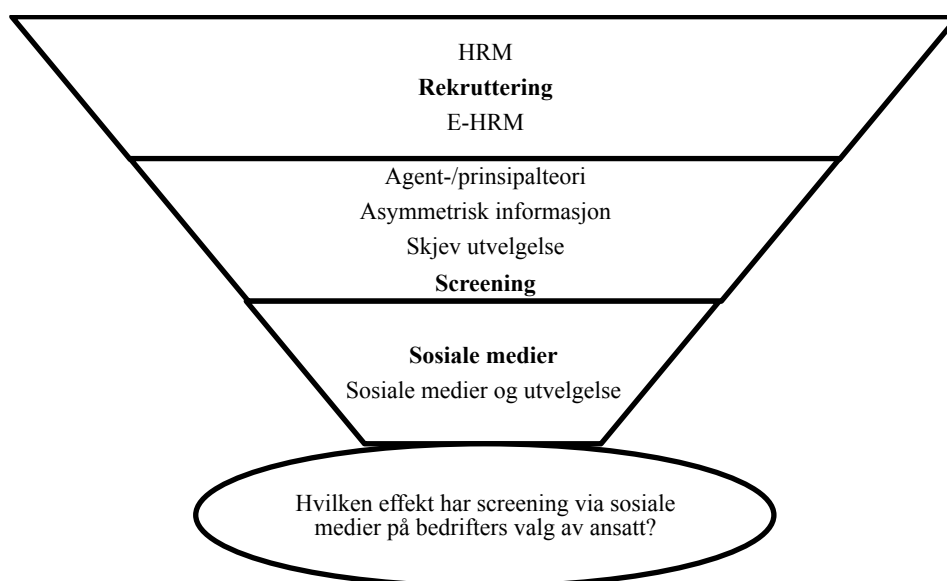 HRM
Rekruttering
E-HRM
Agent-/prinsipalteori
Asymmetrisk informasjon
Skjev utvelgelse
Screening
Sosiale medier
Sosiale medier og utvelgelse
Hvilken effekt har screening via sosiale
medier på bedrifters valg av ansatt?